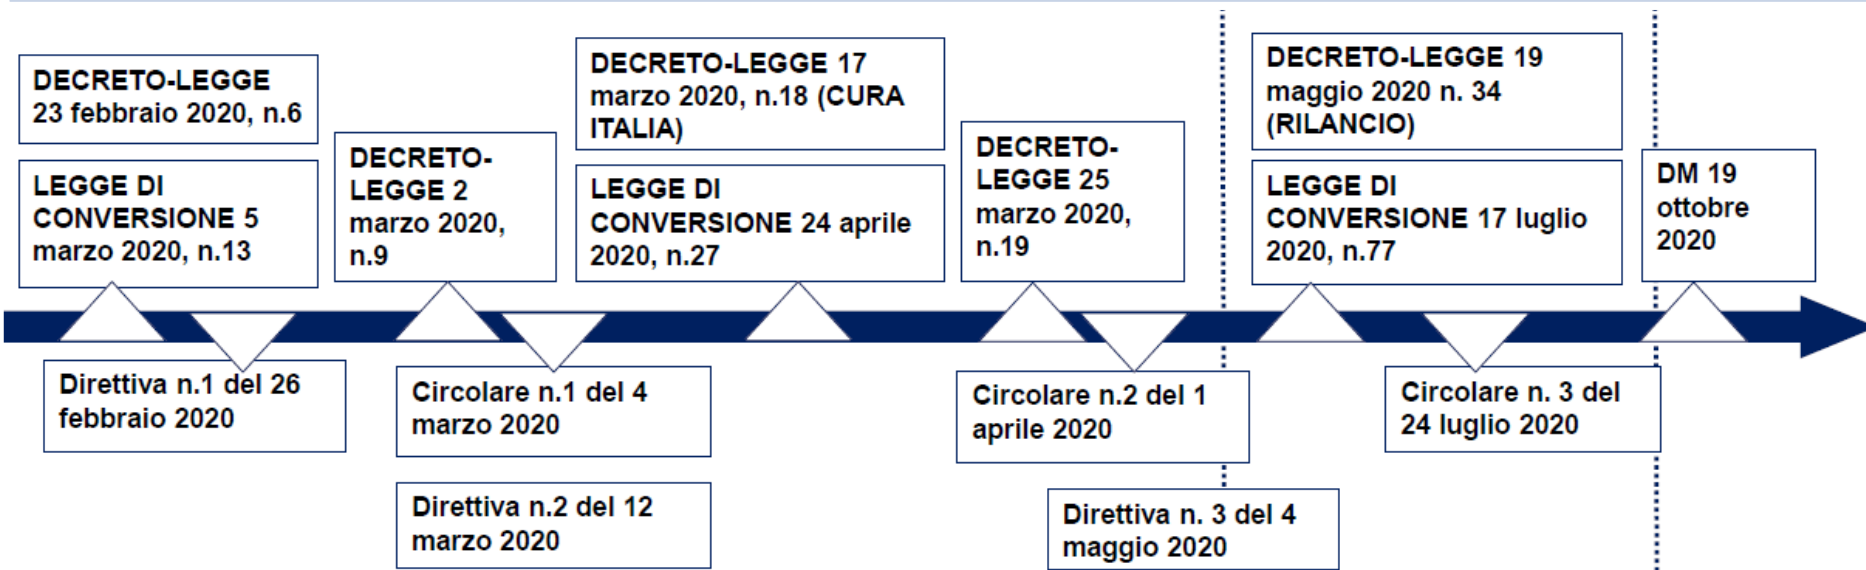 DECRETO-LEGGE
23 febbraio 2020, n.6
LEGGE DI
CONVERSIONE 5
marzo 2020, n.13
DECRETO-
LEGGE 2
marzo 2020,
n.9
DECRETO-LEGGE 17
marzo 2020, n.18 (CURA
ITALIA)
LEGGE DI
CONVERSIONE 24 aprile
2020, n.27
DECRETO-
LEGGE 25
marzo 2020,
n.19
DECRETO-LEGGE 19
maggio 2020 n. 34
(RILANCIO)
LEGGE DI
CONVERSIONE 17 luglio
2020, n.77
DM 19
ottobre
2020
Direttiva n.1 del 26
febbraio 2020
Circolare n.1 del 4
marzo 2020
Direttiva n.2 del 12
marzo 2020
Circolare n.2 del 1
aprile 2020
Direttiva n. 3 del 4
maggio 2020
Circolare n. 3 del
24 luglio 2020